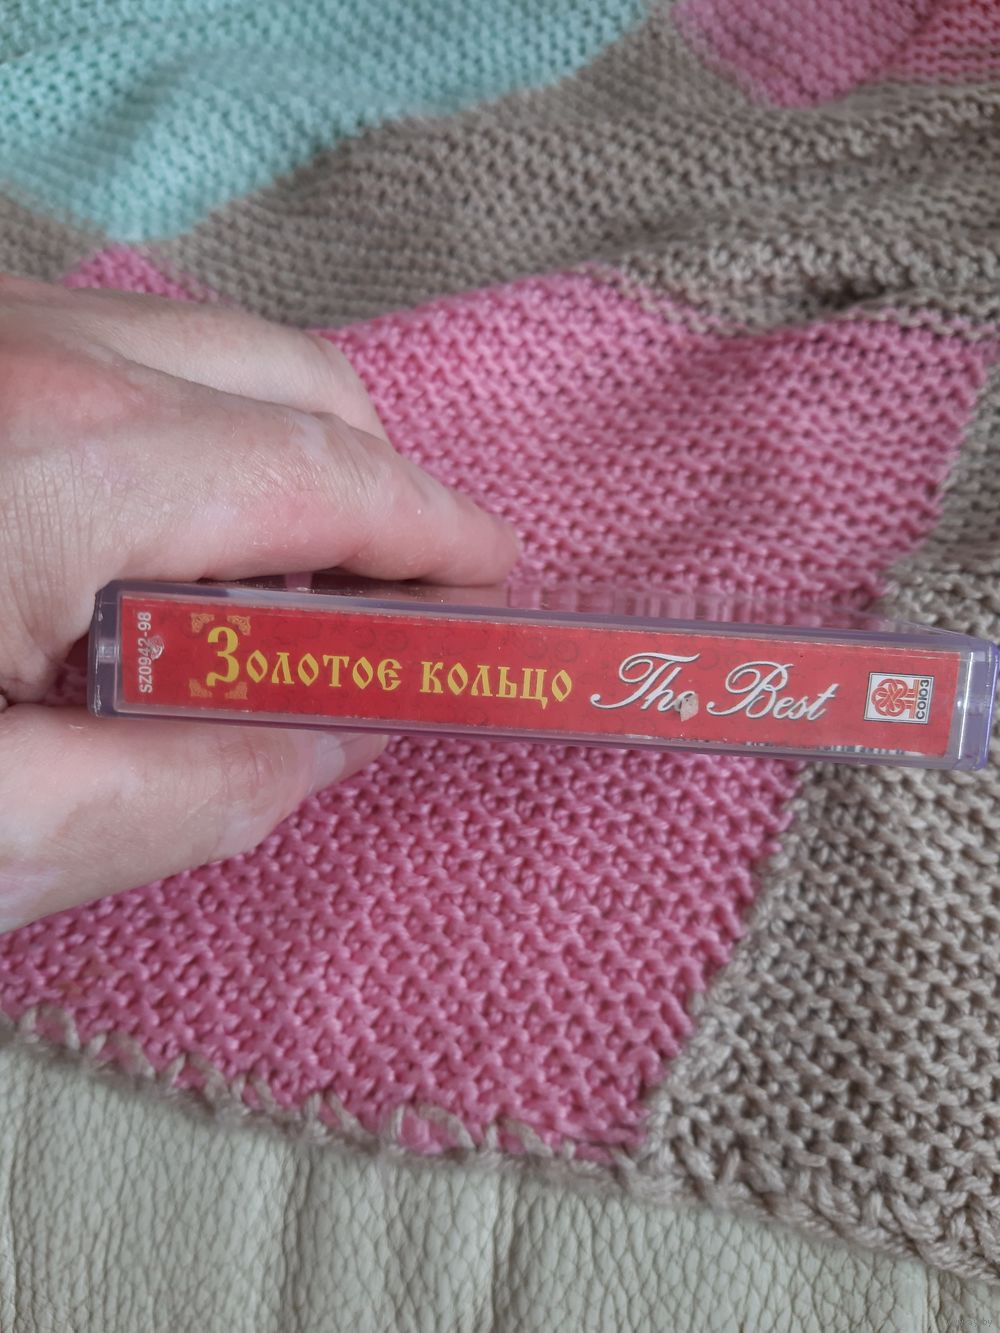 SZ0942-98
Золотое кольцо The Best
СОЮЗ